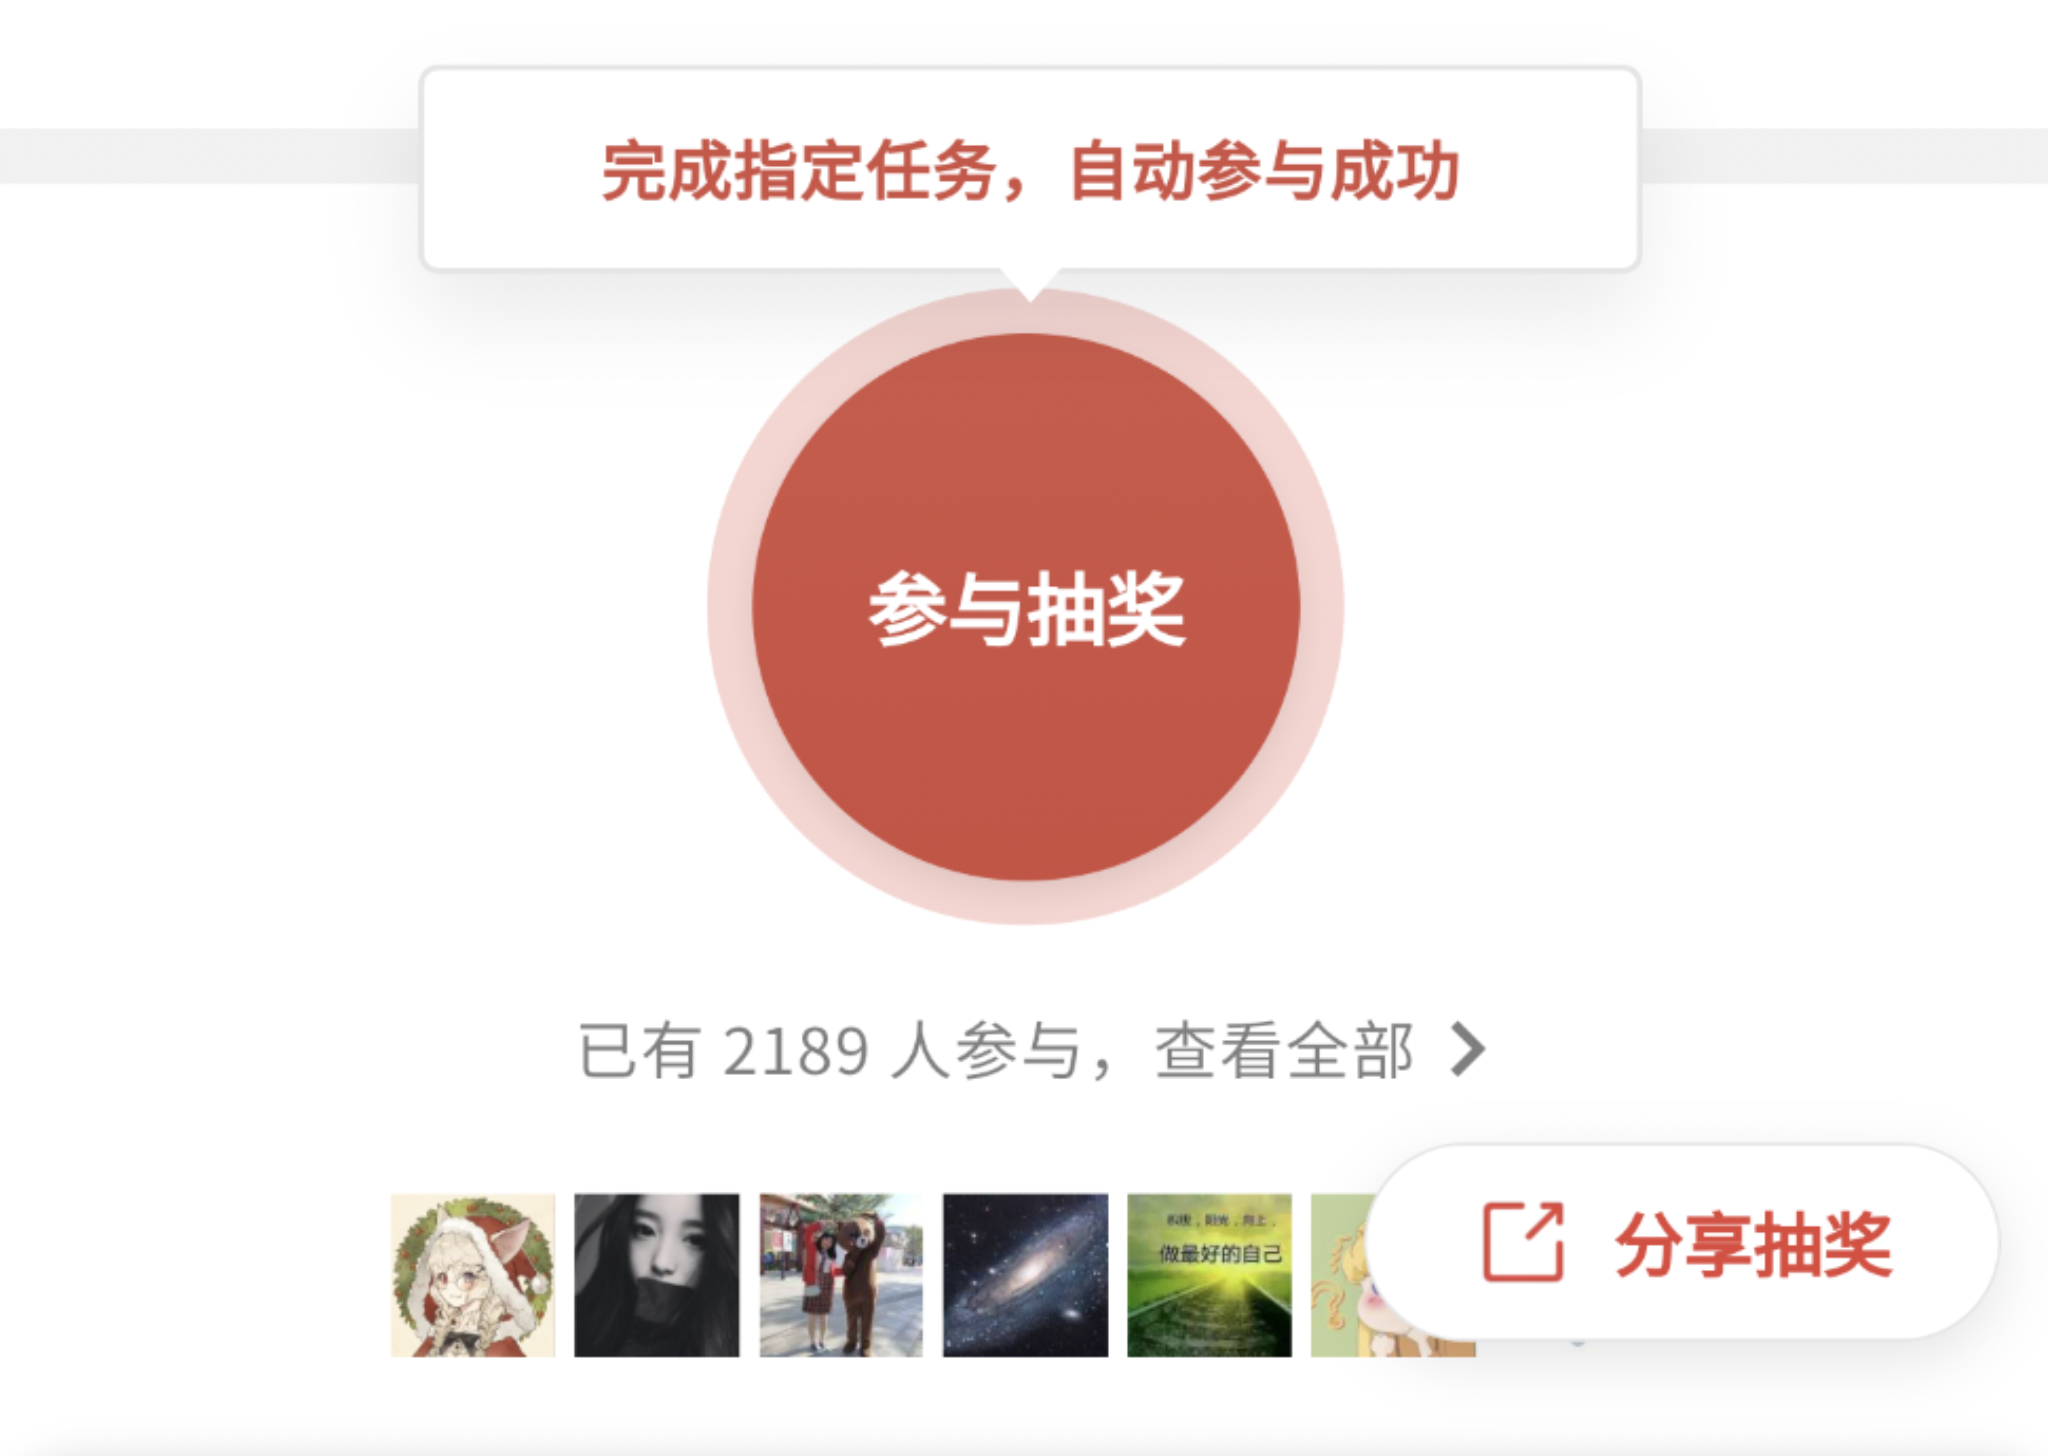 完成指定任务，自动参与成功
参与抽奖
已有 2189 人参与，查看全部
积极，阳光，向上，
做最好的自己
分享抽奖